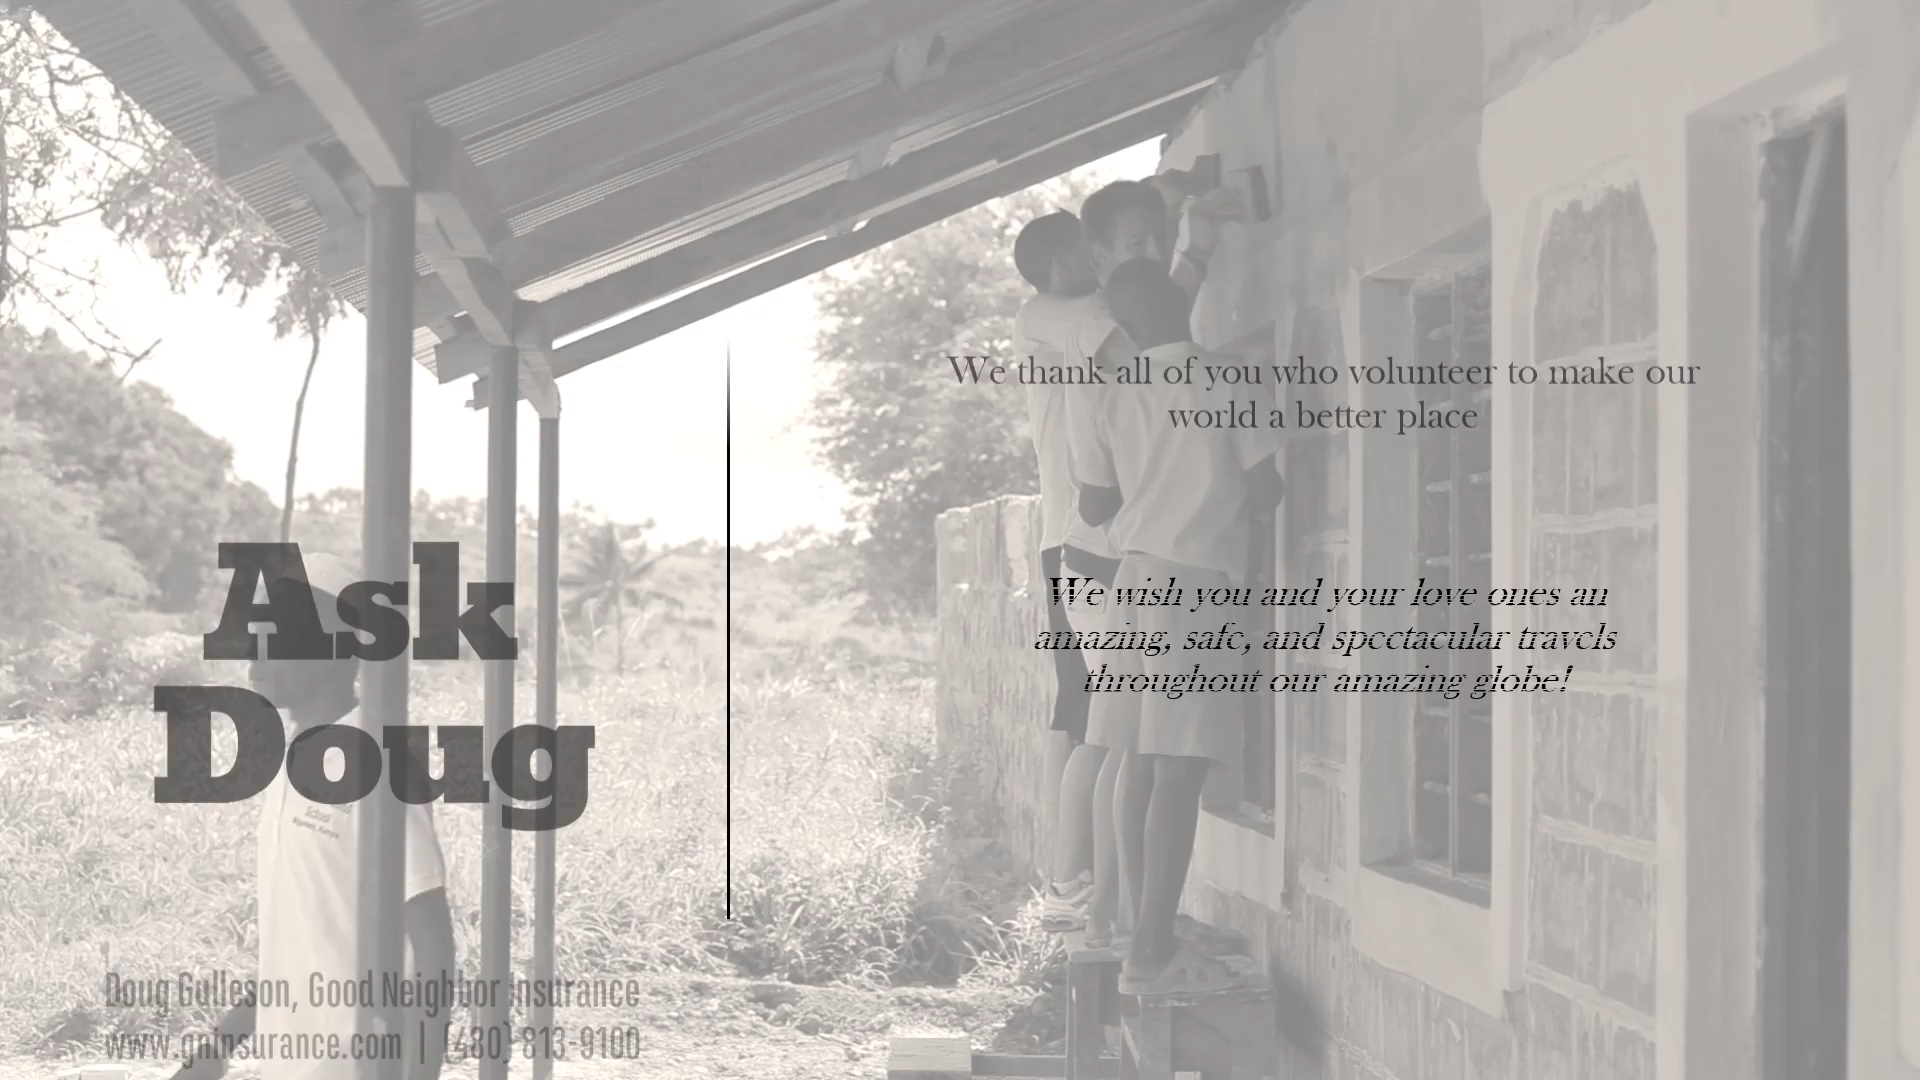 Ask
Doug
Doug Gulleson, Good Neighbor Insurance
www.gninsurance.com | (480) 813-9100
We thank all of you who volunteer to make our
world a better place
We wish you and your love ones an
amazing, safe, and spectacular travels
throughout our amazing globe!
School